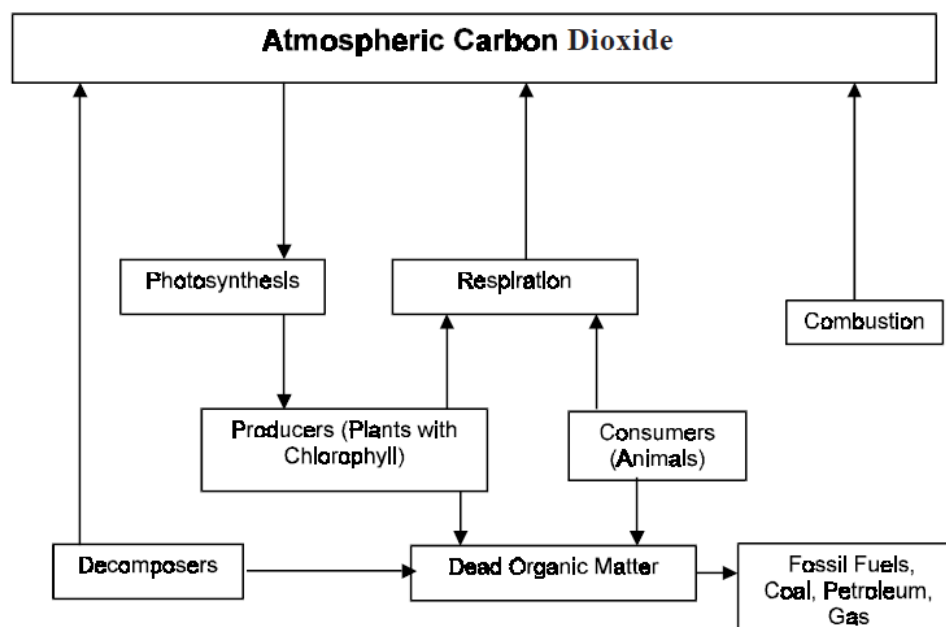 Atmospheric Carbon Dioxide
Photosynthesis
Respiration
Combustion
Producers (Plants with
Chlorophyll)
Consumers
(Animals)
Decomposers
Dead Organic Matter
Fossil Fuels,
Coal, Petroleum,
Gas